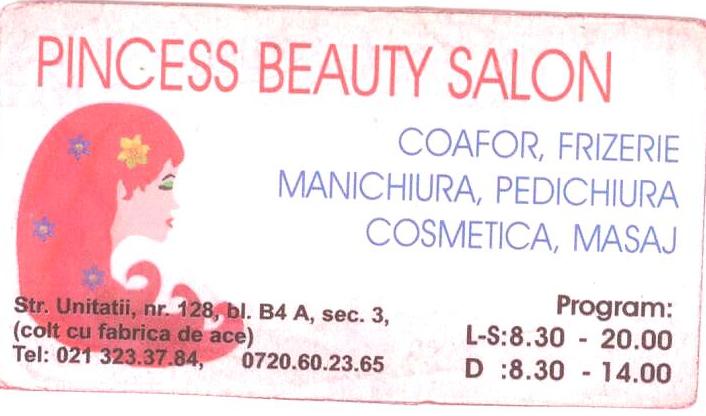 PINCESS BEAUTY SALON
COAFOR, FRIZERIE
MANICHIURA, PEDICHIURA
COSMETICA, MASAJ
Str. Unitatii, nr. 128, bl. B4 A, sec. 3,
(colt cu fabrica de ace)
Tel: 021 323.37.84, 0720.60.23.65
Program:
L-S:8.30 - 20.00
D :8.30 - 14.00